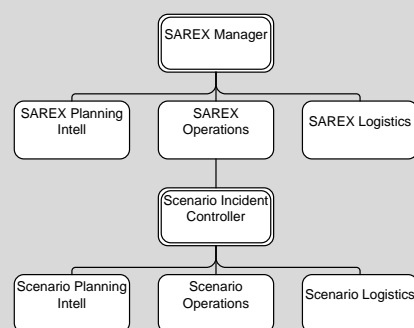 SAREX Manager
SAREX Planning
Intell
SAREX
Operations
SAREX Logistics
Scenario Incident
Controller
Scenario Planning
Intell
Scenario
Operations
Scenario Logistics